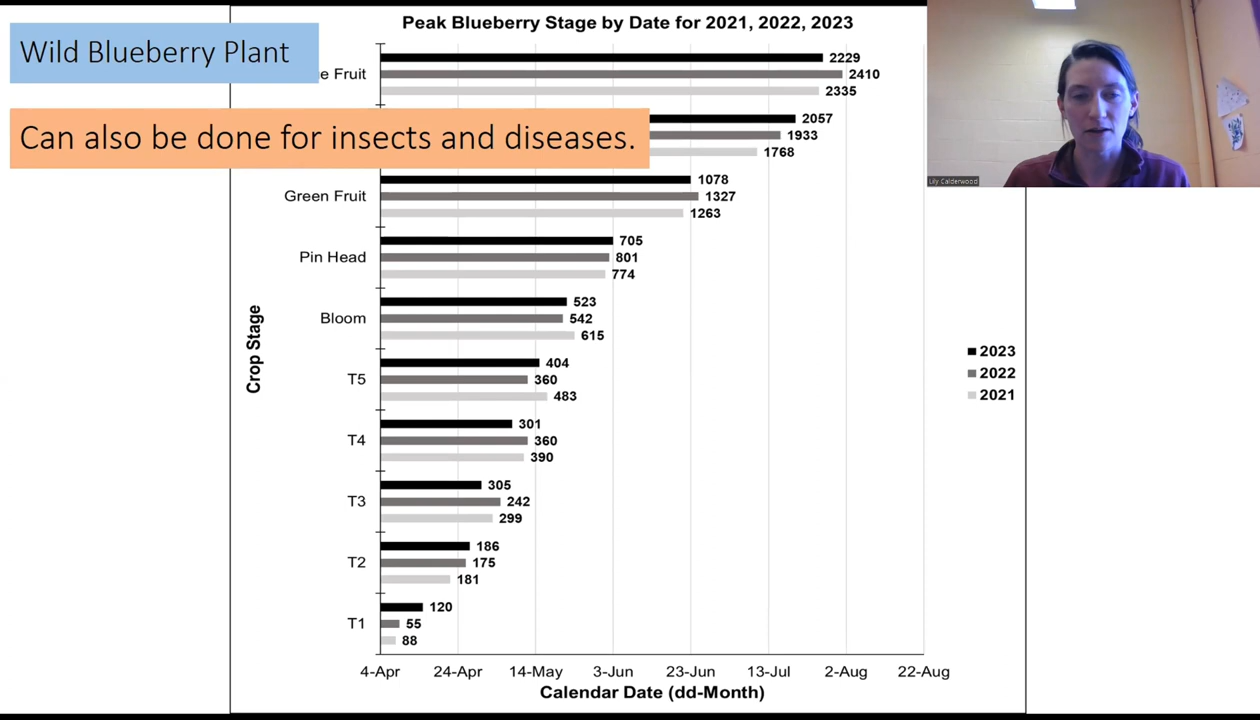 Peak Blueberry Stage by Date for 2021, 2022, 2023
Wild Blueberry Plant
e Fruit
2229
2410
2335
Can also be done for insects and diseases.
2057
1933
1768
Green Fruit
1078
1327
1263
Pin Head
705
801
774
Bloom
523
542
615
T5
404
360
483
T4
301
360
390
T3
305
242
299
T2
186
175
181
T1
120
55
88
Crop Stage
4-Apr 24-Apr 14-May 3-Jun 23-Jun 13-Jul 2-Aug 22-Aug
Calendar Date (dd-Month)
2023
2022
2021
Lily Calderwood